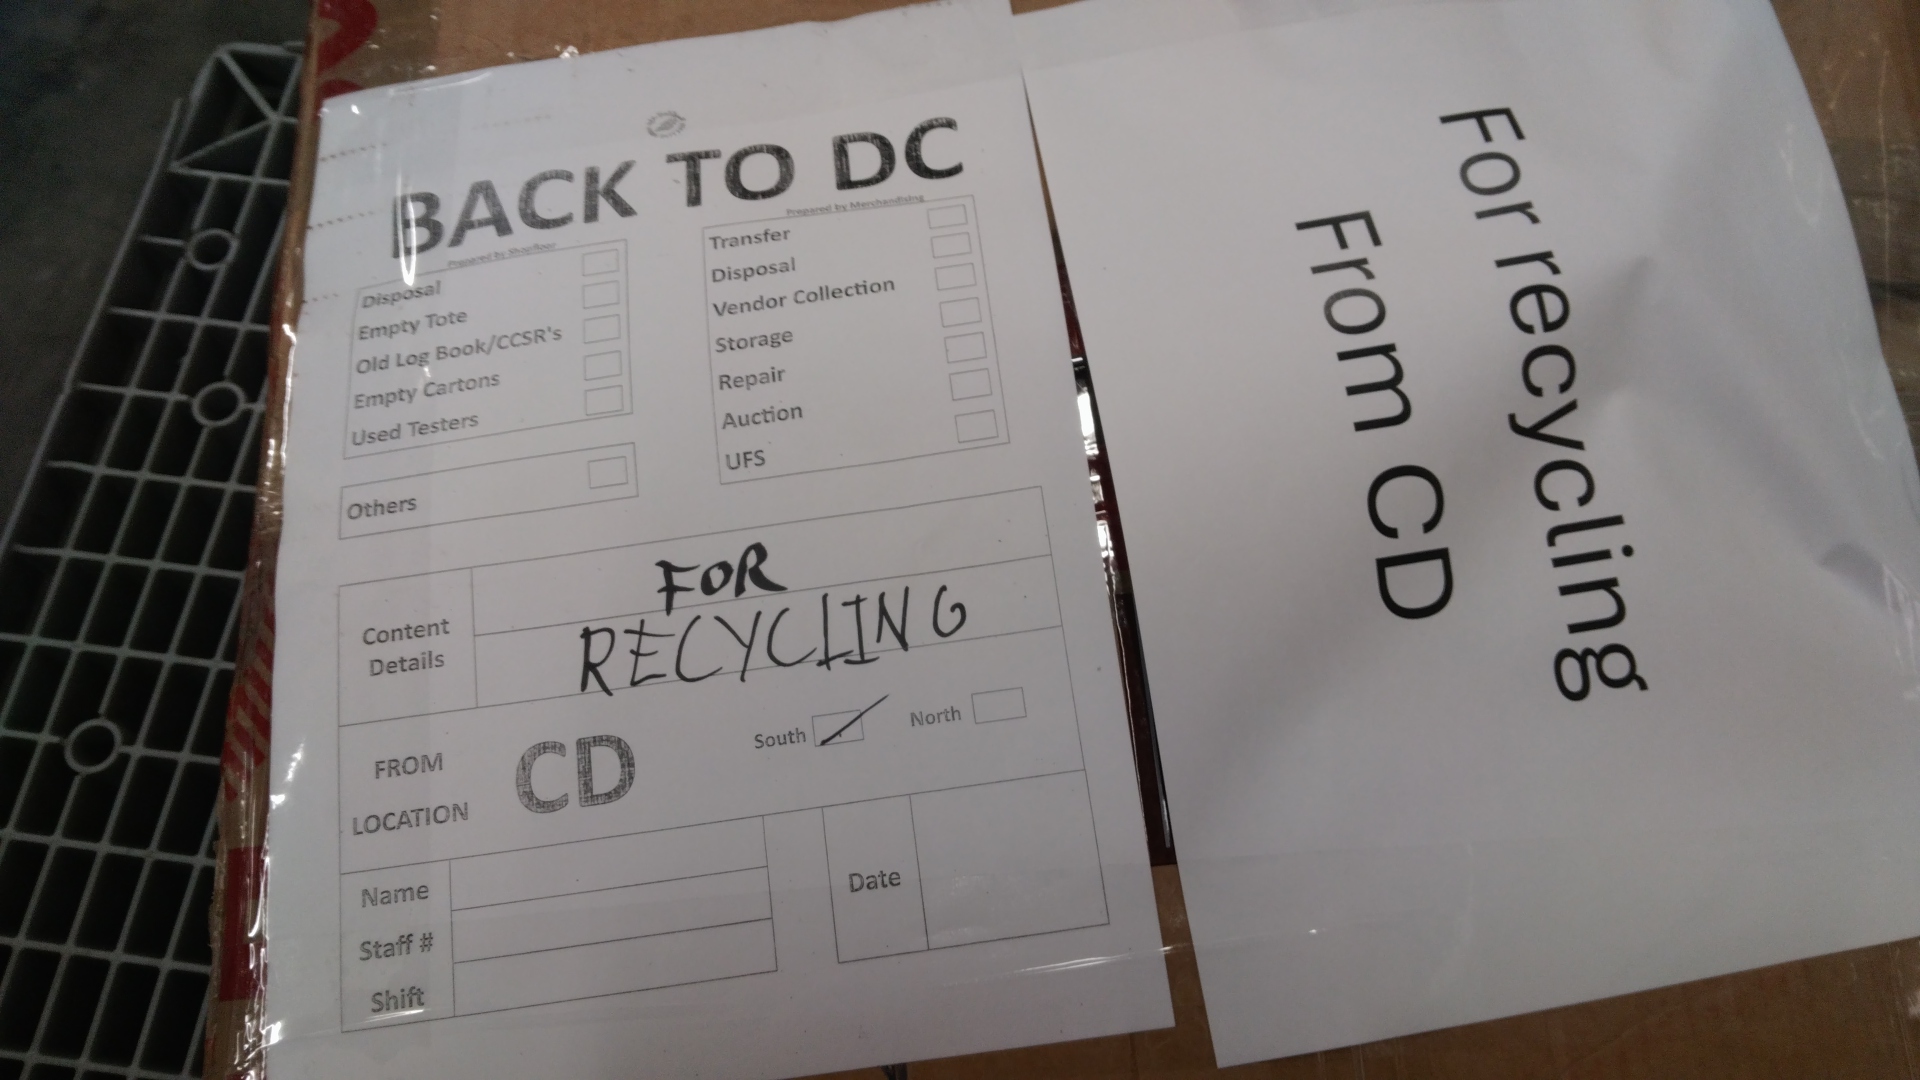 BACK TO DC
Prepared by Shopfloor
Disposal
Empty Tote
Old Log Book/CCSR's
Empty Cartons
Used Testers
Others
Prepared by Merchandising
Transfer
Disposal
Vendor Collection
Storage
Repair
Auction
UFS
Content
Details
FOR
RECYCLING
FROM
LOCATION
CD
South
North
Name
Staff #
Shift
Date
For recycling
From CD